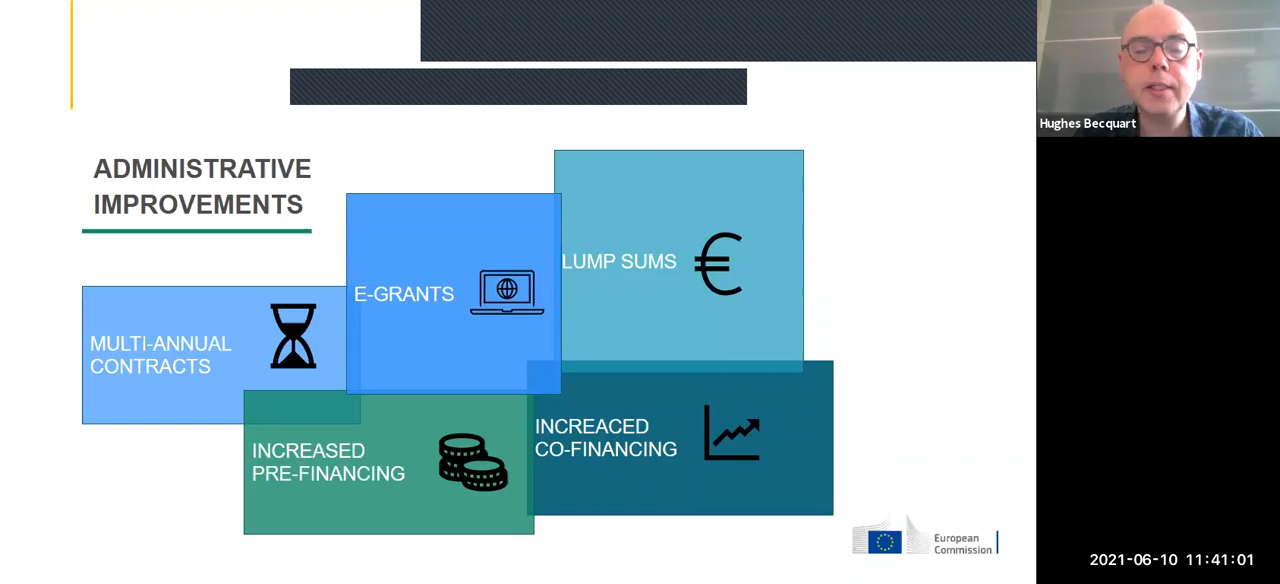 ADMINISTRATIVE
IMPROVEMENTS
MULTI-ANNUAL
CONTRACTS
E-GRANTS
LUMP SUMS
INCREASED
PRE-FINANCING
INCREACED
CO-FINANCING
European
Commission
Hughes Becquart
2021-06-10 11:41:01